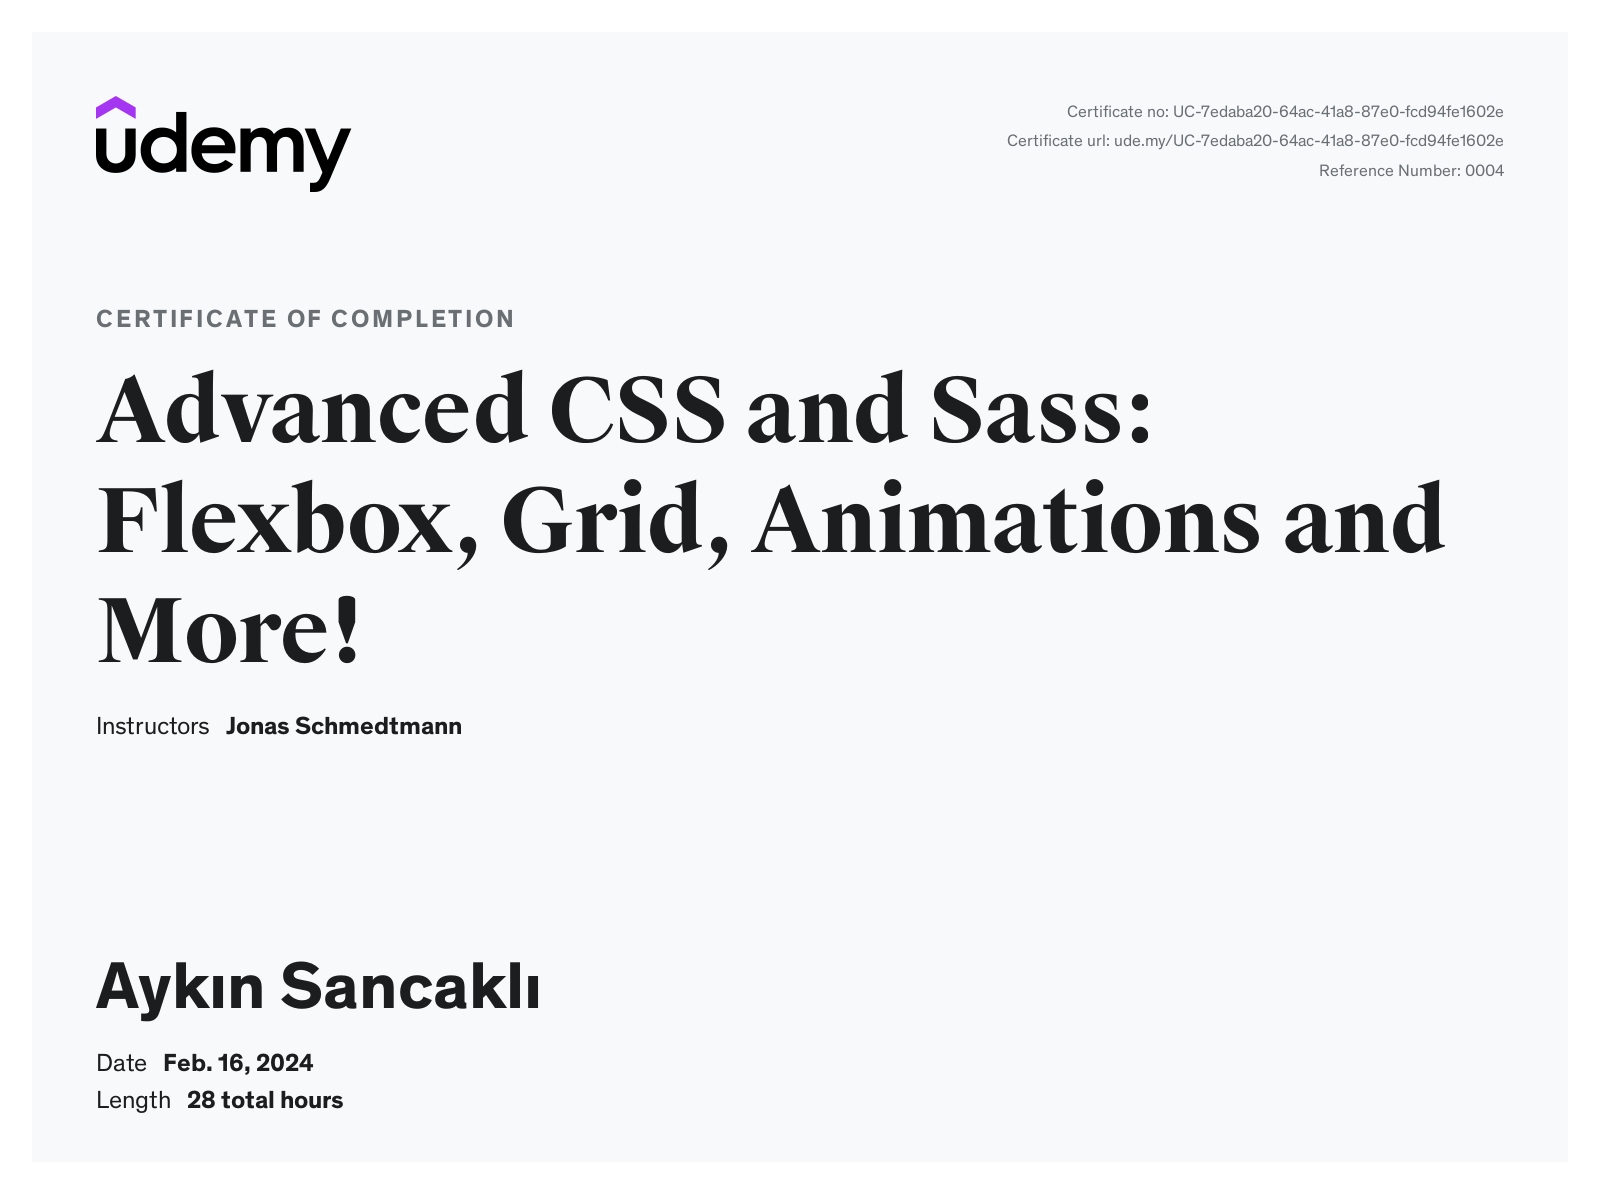 udemy
Certificate no: UC-7edaba20-64ac-41a8-87e0-fcd94fe1602e
Certificate url: ude.my/UC-7edaba20-64ac-41a8-87e0-fcd94fe1602e
Reference Number: 0004
CERTIFICATE OF COMPLETION
Advanced CSS and Sass:
Flexbox, Grid, Animations and
More!
Instructors Jonas Schmedtmann
Aykın Sancaklı
Date Feb. 16, 2024
Length 28 total hours